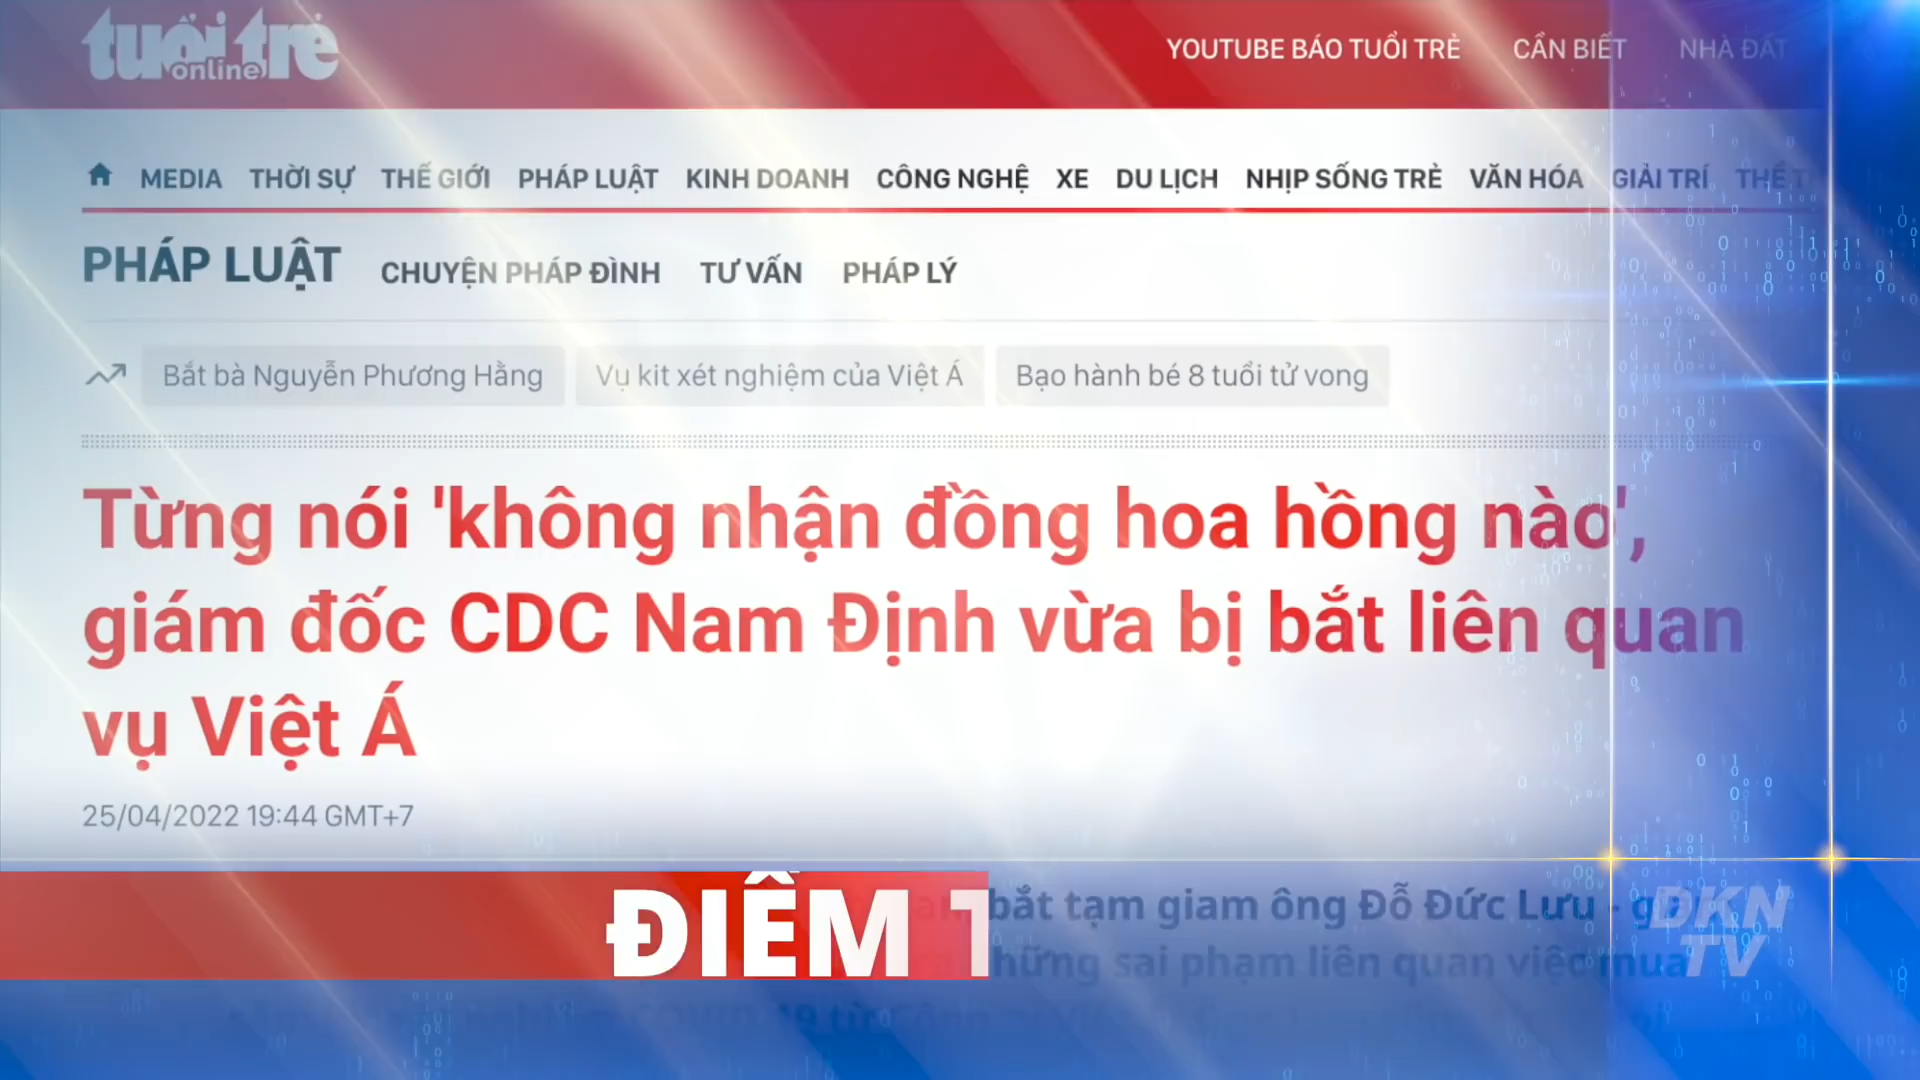 tuổi trẻ
online
YOUTUBE BÁO TUỔI TRẺ CẦN BIẾT NHÀ ĐẤT
MEDIA THỜI SỰ THẾ GIỚI PHÁP LUẬT KINH DOANH CÔNG NGHỆ XE DU LỊCH NHỊP SỐNG TRẺ VĂN HÓA GIẢI TRÍ THỂ T
PHÁP LUẬT CHUYỆN PHÁP ĐÌNH TƯ VẤN PHÁP LÝ
Bắt bà Nguyễn Phương Hằng Vụ kit xét nghiệm của Việt Á Bạo hành bé 8 tuổi tử vong
Từng nói 'không nhận đồng hoa hồng nào',
giám đốc CDC Nam Định vừa bị bắt liên quan
vụ Việt Á
25/04/2022 19:44 GMT+7
ĐIỂM T
bắt tạm giam ông Đỗ Đức Lưu -
những sai phạm liên quan việc mua
DKN
TV